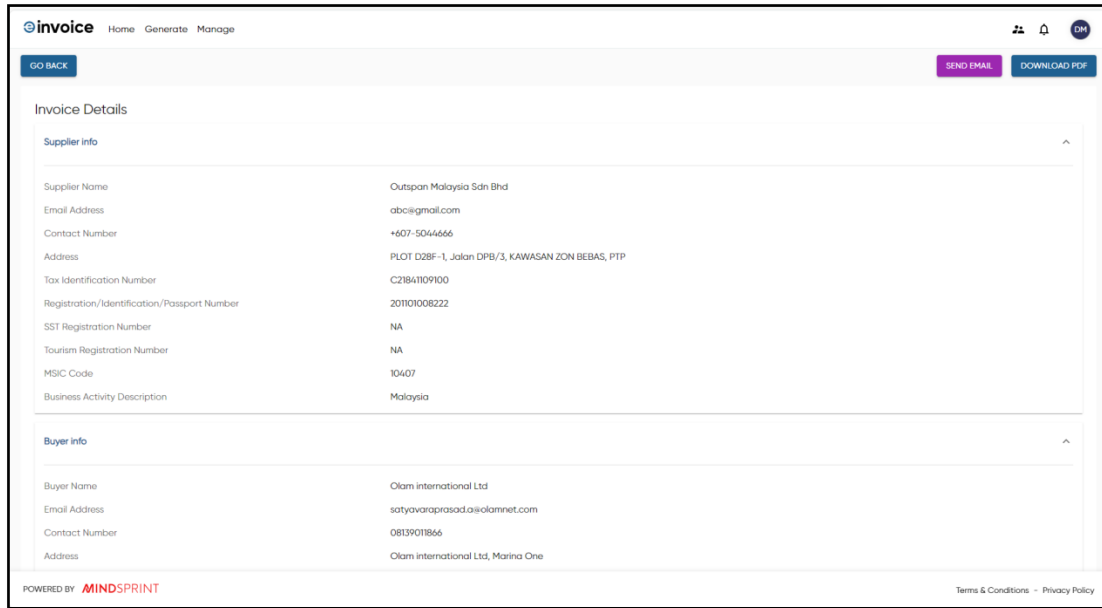 einvoice Home Generate Manage DM
GO BACK SEND EMAIL DOWNLOAD PDF
Invoice Details
Supplier info
Supplier Name Outspan Malaysia Sdn Bhd
Email Address abc@gmail.com
Contact Number +607-5044666
Address PLOT D28F-1, Jalan DPB/3, KAWASAN ZON BEBAS, PTP
Tax Identification Number C21841109100
Registration/Identification/Passport Number 201101008222
SST Registration Number NA
Tourism Registration Number NA
MSIC Code 10407
Business Activity Description Malaysia
Buyer info
Buyer Name Olam international Ltd
Email Address satyavaraprasad.a@olamnet.com
Contact Number 08139011866
Address Olam international Ltd, Marina One
POWERED BY MINDSPRINT Terms & Conditions - Privacy Policy